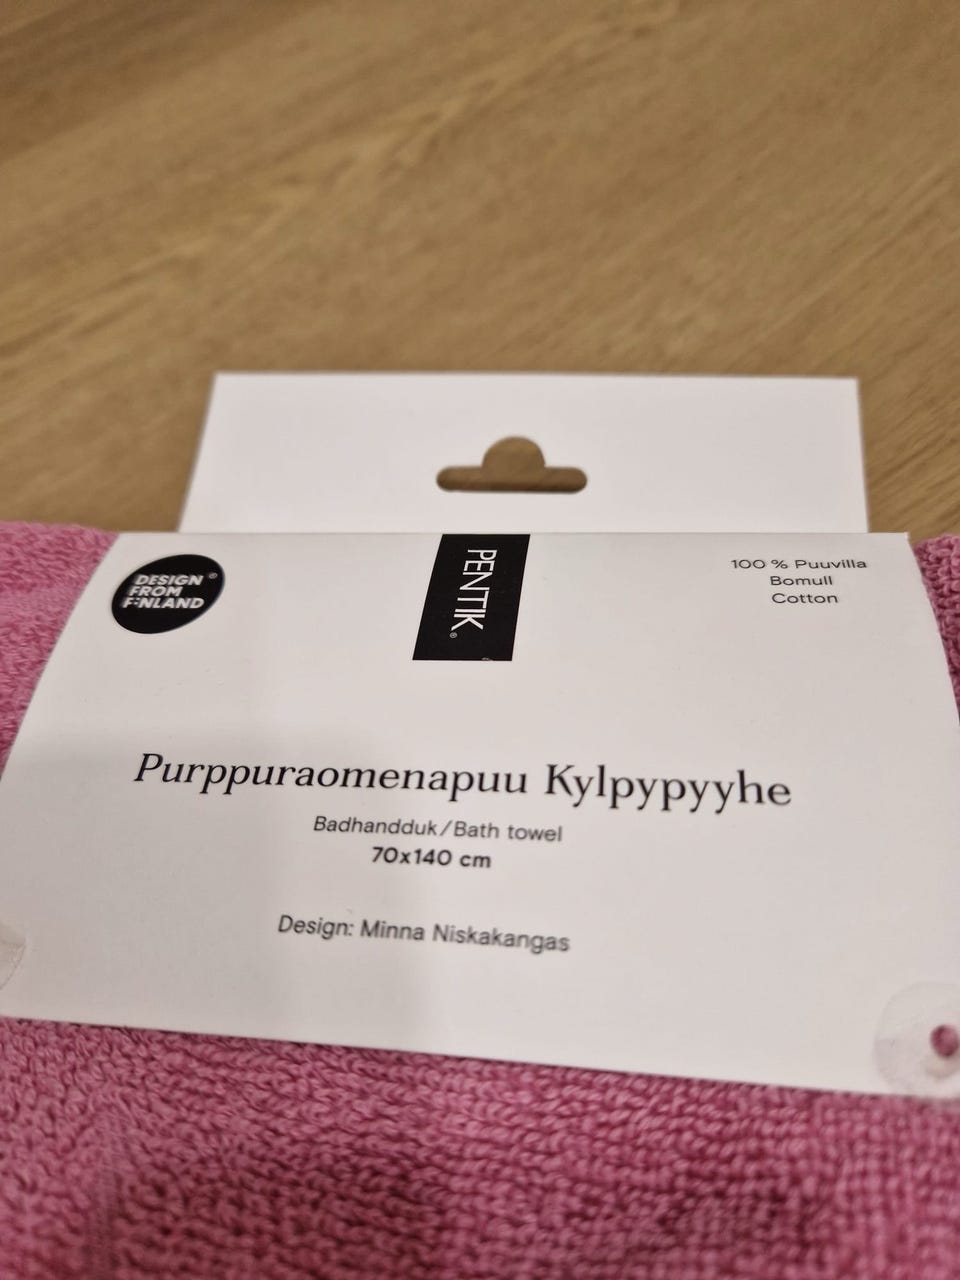 DESIGN
FROM
FINLAND
®
PENTIK®
100 % Puuvilla
Bomull
Cotton
Purppuraomenapuu Kylpypyyhe
Badhandduk/Bath towel
70x140 cm
Design: Minna Niskakangas